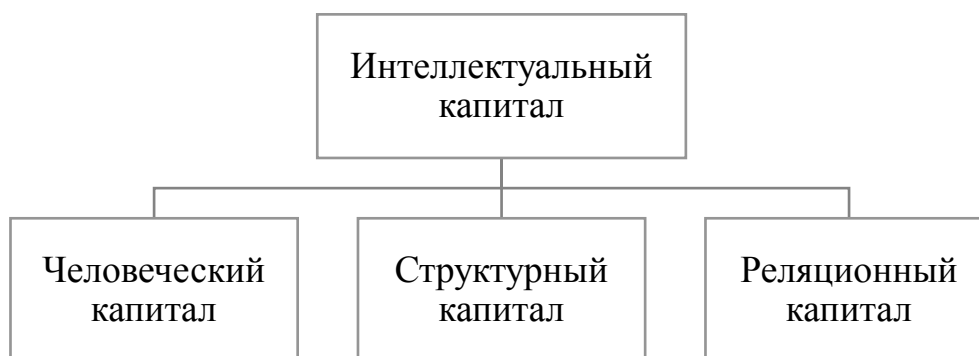 Интеллектуальный
капитал
Человеческий
капитал
Структурный
капитал
Реляционный
капитал